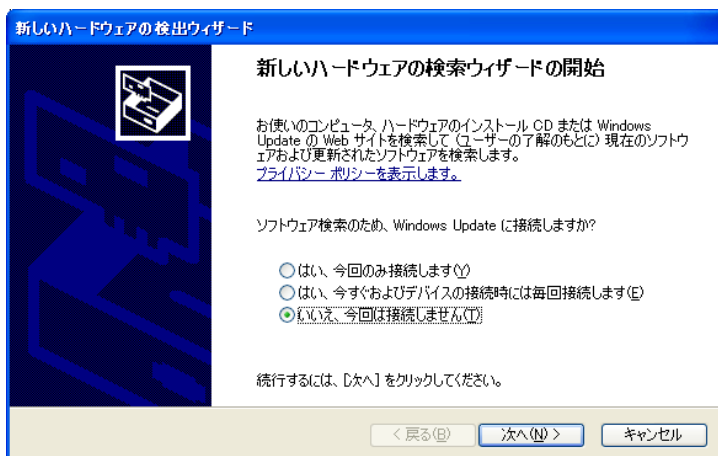 新しいハードウェアの検出ウィザード
新しいハードウェアの検索ウィザードの開始
お使いのコンピュータ、ハードウェアのインストール CD または Windows
Update の Web サイトを検索して (ユーザーの了解のもとに) 現在のソフトウ
ェアおよび更新されたソフトウェアを検索します。
プライバシー ポリシーを表示します。
ソフトウェア検索のため、Windows Update に接続しますか?
はい、今回のみ接続します(Y)
はい、今すぐおよびデバイスの接続時には毎回接続します(E)
いいえ、今回は接続しません(T)
続行するには、[次へ] をクリックしてください。
< 戻る(B) 次へ(N) > キャンセル